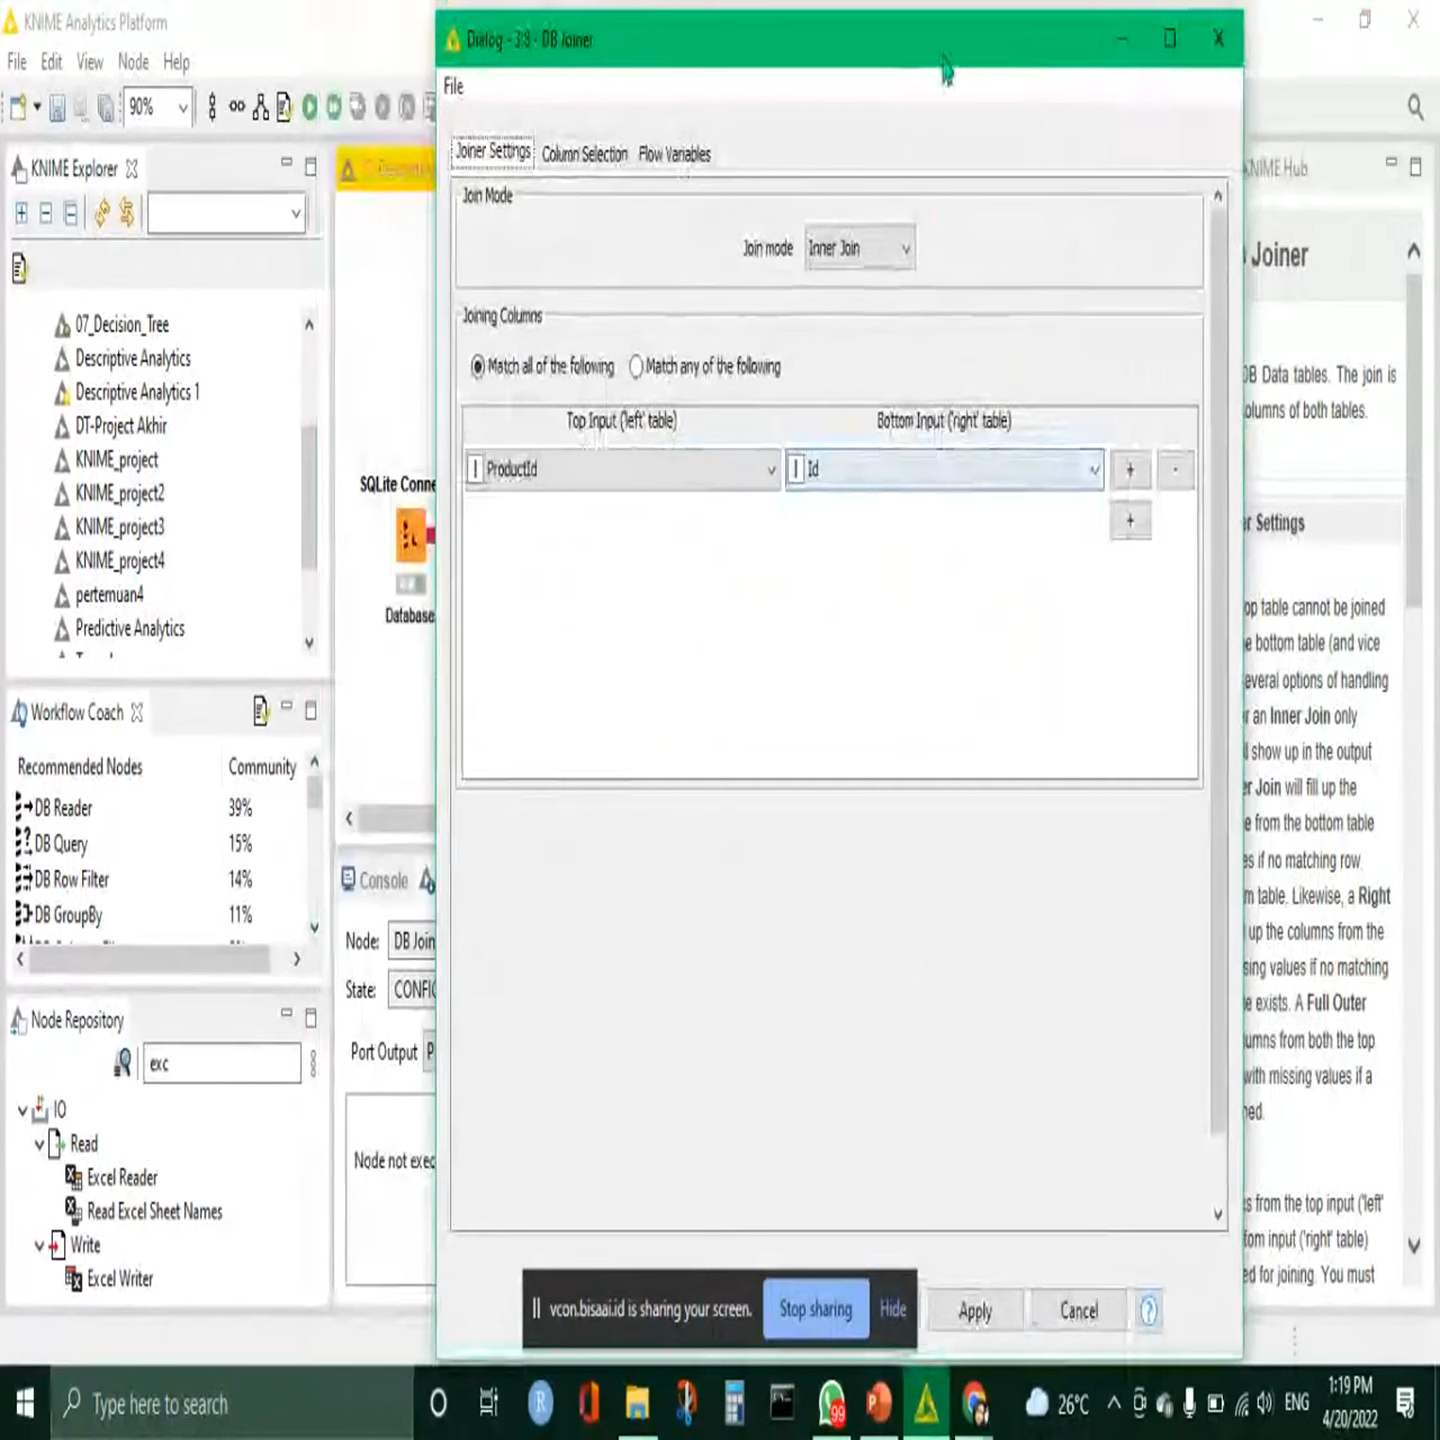 KNIME Analytics Platform
File Edit View Node Help
90%
KNIME Explorer
07_Decision_Tree
Descriptive Analytics
Descriptive Analytics 1
DT-Project Akhir
KNIME_project
KNIME_project2
KNIME_project3
KNIME_project4
pertemuan4
Predictive Analytics
Workflow Coach
Recommended Nodes Community
DB Reader 39%
DB Query 15%
DB Row Filter 14%
DB GroupBy 11%
Node Repository
exc
IO
Read
Excel Reader
Read Excel Sheet Names
Write
Excel Writer
SQLite Conne
Database
Console
Node: DB Join
State: CONFIG
Port Output P
Node not exec
Dialog - 3:8 - DB Joiner
File
Joiner Settings Column Selection Flow Variables
Join Mode
Join mode Inner Join
Joining Columns
Match all of the following Match any of the following
Top Input ('left' table) Bottom Input ('right' table)
I ProductId I Id + -
+
vcon.bisaai.id is sharing your screen. Stop sharing Hide
Apply Cancel ?
KNIME Hub
Joiner
DB Data tables. The join is
olumns of both tables.
r Settings
op table cannot be joined
e bottom table (and vice
everal options of handling
r an Inner Join only
l show up in the output
er Join will fill up the
e from the bottom table
es if no matching row
m table. Likewise, a Right
up the columns from the
sing values if no matching
e exists. A Full Outer
umns from both the top
with missing values if a
ned.
s from the top input ('left'
tom input ('right' table)
ed for joining. You must
Type here to search
R
99
P
26°C
ENG
1:19 PM
4/20/2022